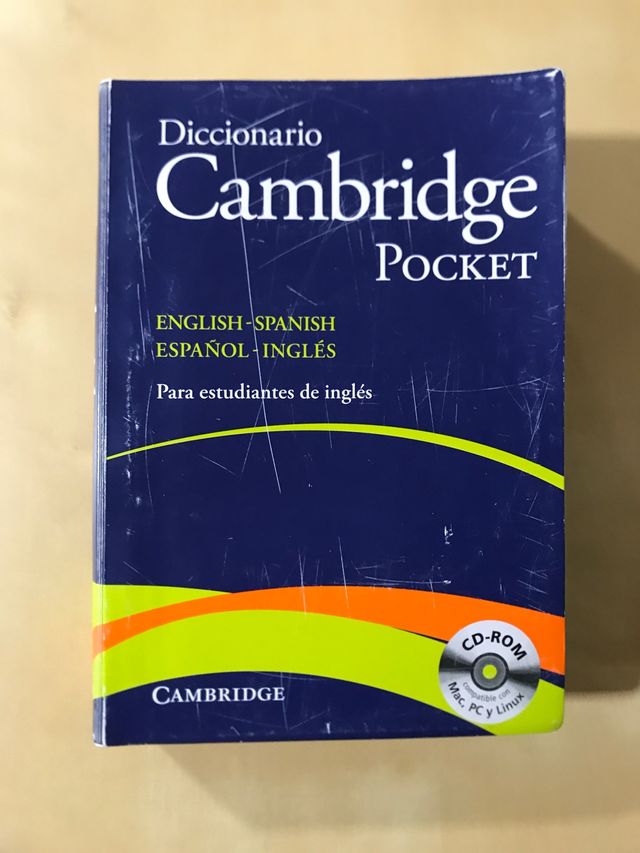 Diccionario
Cambridge
POCKET
ENGLISH-SPANISH
ESPAÑOL-INGLÉS
Para estudiantes de inglés
CAMBRIDGE
CD-ROM
compatible con
Mac, PC y Linux